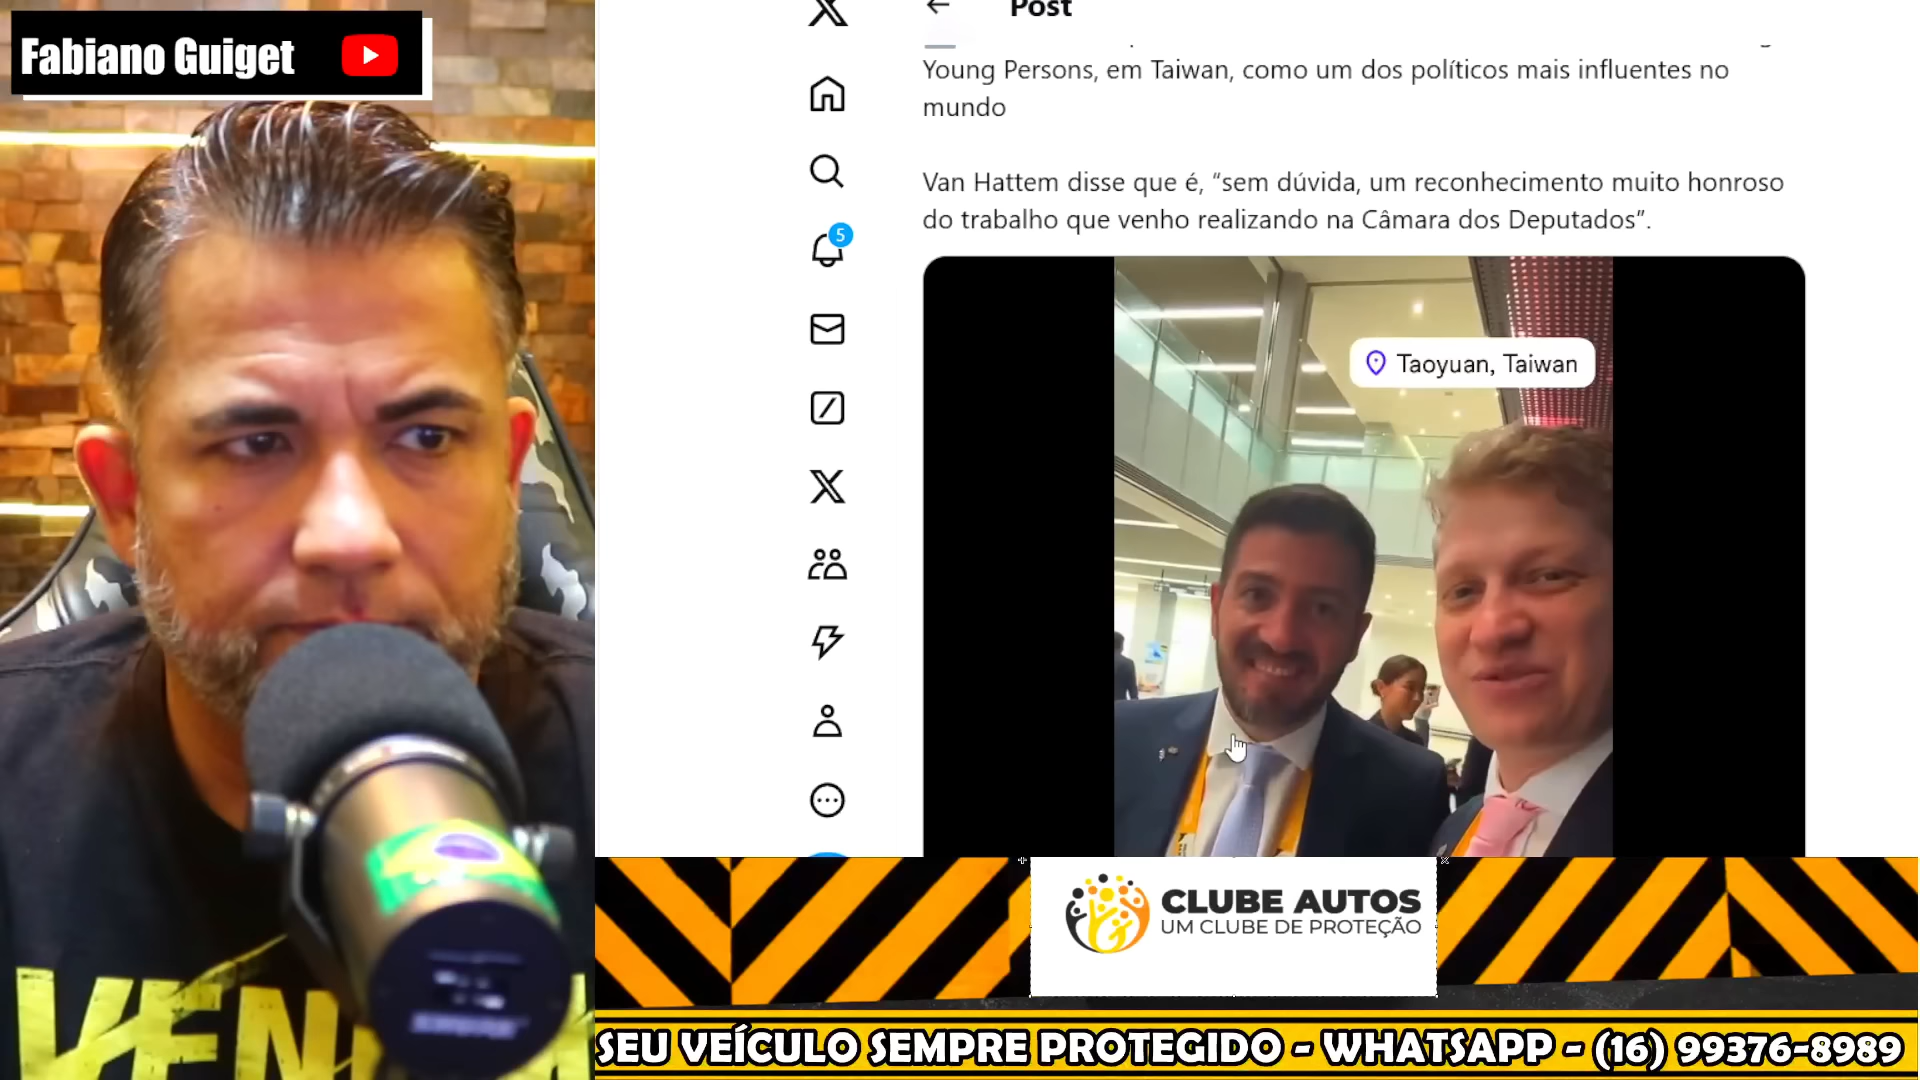 Fabiano Guiget
Post
Young Persons, em Taiwan, como um dos políticos mais influentes no
mundo
Van Hattem disse que é, “sem dúvida, um reconhecimento muito honroso
do trabalho que venho realizando na Câmara dos Deputados”.
5
Taoyuan, Taiwan
CLUBE AUTOS
UM CLUBE DE PROTEÇÃO
SEU VEÍCULO SEMPRE PROTEGIDO - WHATSAPP - (16) 99376-8989